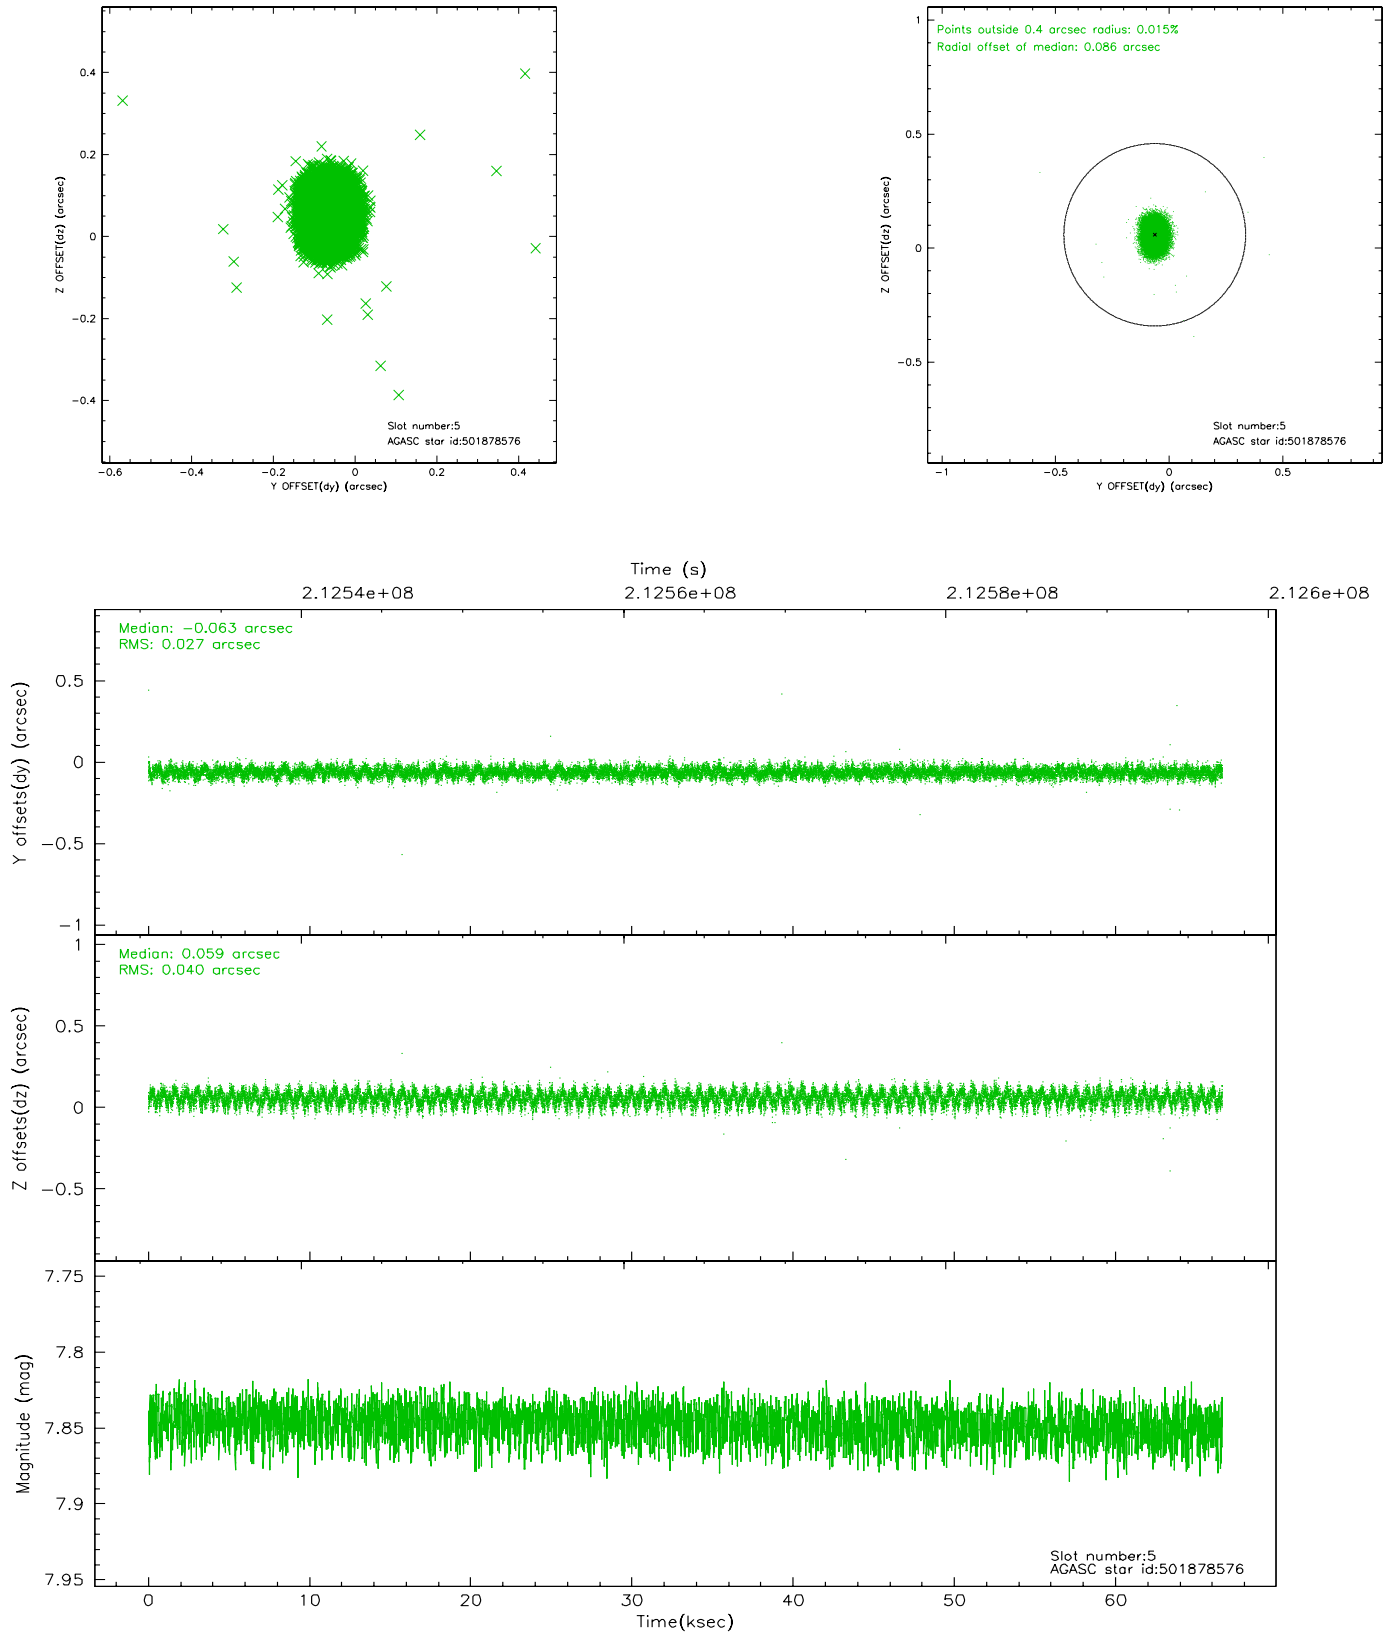 0.4
0.2
0
−0.2
−0.4
Z OFFSET(dz) (arcsec)
Slot number:5
AGASC star id:501878576
−0.6 −0.4 −0.2 0 0.2 0.4
Y OFFSET(dy) (arcsec)
Points outside 0.4 arcsec radius: 0.015%
Radial offset of median: 0.086 arcsec
1
0.5
0
−0.5
Z OFFSET(dz) (arcsec)
Slot number:5
AGASC star id:501878576
−1 −0.5 0 0.5
Y OFFSET(dy) (arcsec)
Time (s)
2.1254e+08 2.1256e+08 2.1258e+08 2.126e+08
Median: −0.063 arcsec
RMS: 0.027 arcsec
0.5
0
−0.5
−1
Y offsets(dy) (arcsec)
Median: 0.059 arcsec
RMS: 0.040 arcsec
1
0.5
0
−0.5
Z offsets(dz) (arcsec)
7.75
7.8
7.85
7.9
7.95
Magnitude (mag)
Slot number:5
AGASC star id:501878576
0 10 20 30 40 50 60
Time(ksec)